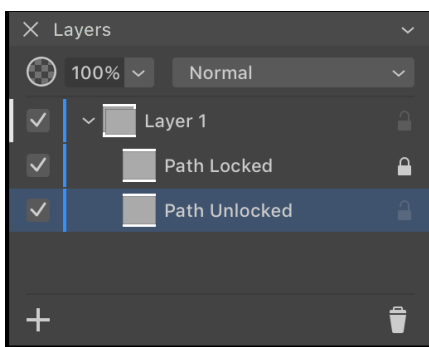 Layers
100% Normal
Layer 1
Path Locked
Path Unlocked